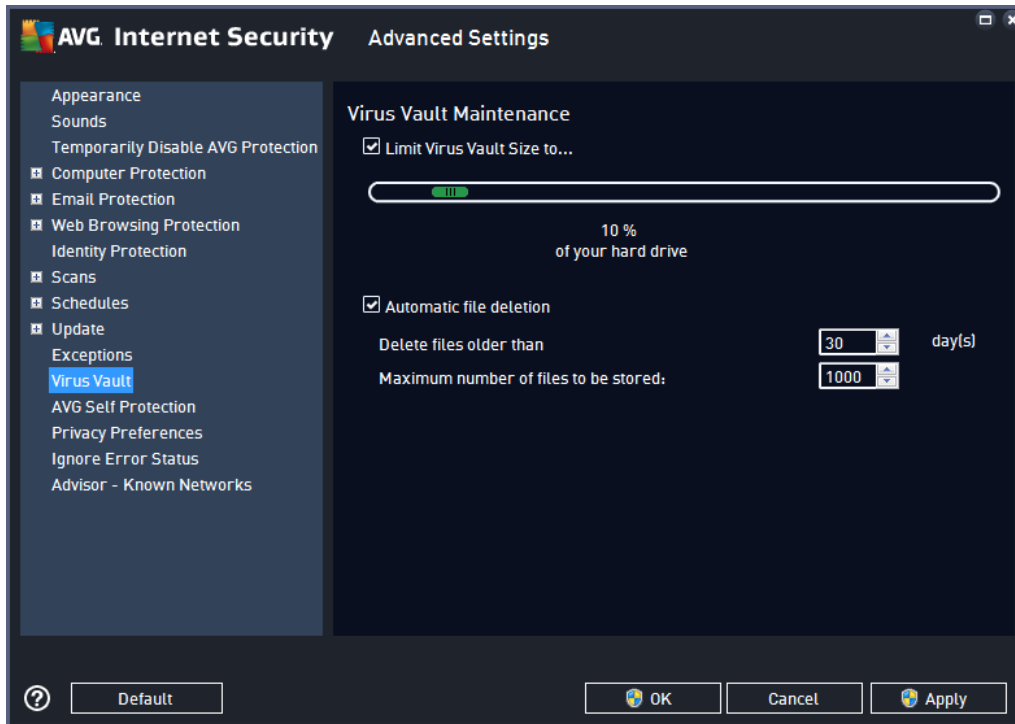 AVG. Internet Security Advanced Settings
Appearance
Sounds
Temporarily Disable AVG Protection
Computer Protection
Email Protection
Web Browsing Protection
Identity Protection
Scans
Schedules
Update
Exceptions
Virus Vault
AVG Self Protection
Privacy Preferences
Ignore Error Status
Advisor - Known Networks
Virus Vault Maintenance
Limit Virus Vault Size to...
10 %
of your hard drive
Automatic file deletion
Delete files older than 30 day(s)
Maximum number of files to be stored: 1000
? Default OK Cancel Apply